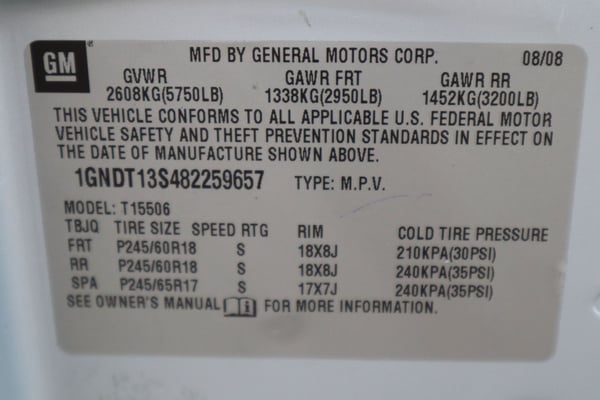 GM
MFD BY GENERAL MOTORS CORP. 08/08
GVWR GAWR FRT GAWR RR
2608KG(5750LB) 1338KG(2950LB) 1452KG(3200LB)
THIS VEHICLE CONFORMS TO ALL APPLICABLE U.S. FEDERAL MOTOR
VEHICLE SAFETY AND THEFT PREVENTION STANDARDS IN EFFECT ON
THE DATE OF MANUFACTURE SHOWN ABOVE.
1GNDT13S482259657 TYPE: M.P.V.
MODEL: T15506
TBJQ TIRE SIZE SPEED RTG RIM COLD TIRE PRESSURE
FRT P245/60R18 S 18X8J 210KPA(30PSI)
RR P245/60R18 S 18X8J 240KPA(35PSI)
SPA P245/65R17 S 17X7J 240KPA(35PSI)
SEE OWNER'S MANUAL FOR MORE INFORMATION.